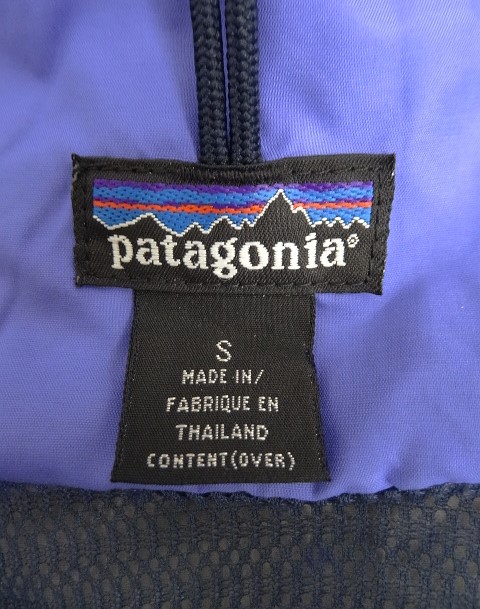 patagonia®
S
MADE IN/
FABRIQUE EN
THAILAND
CONTENT(OVER)